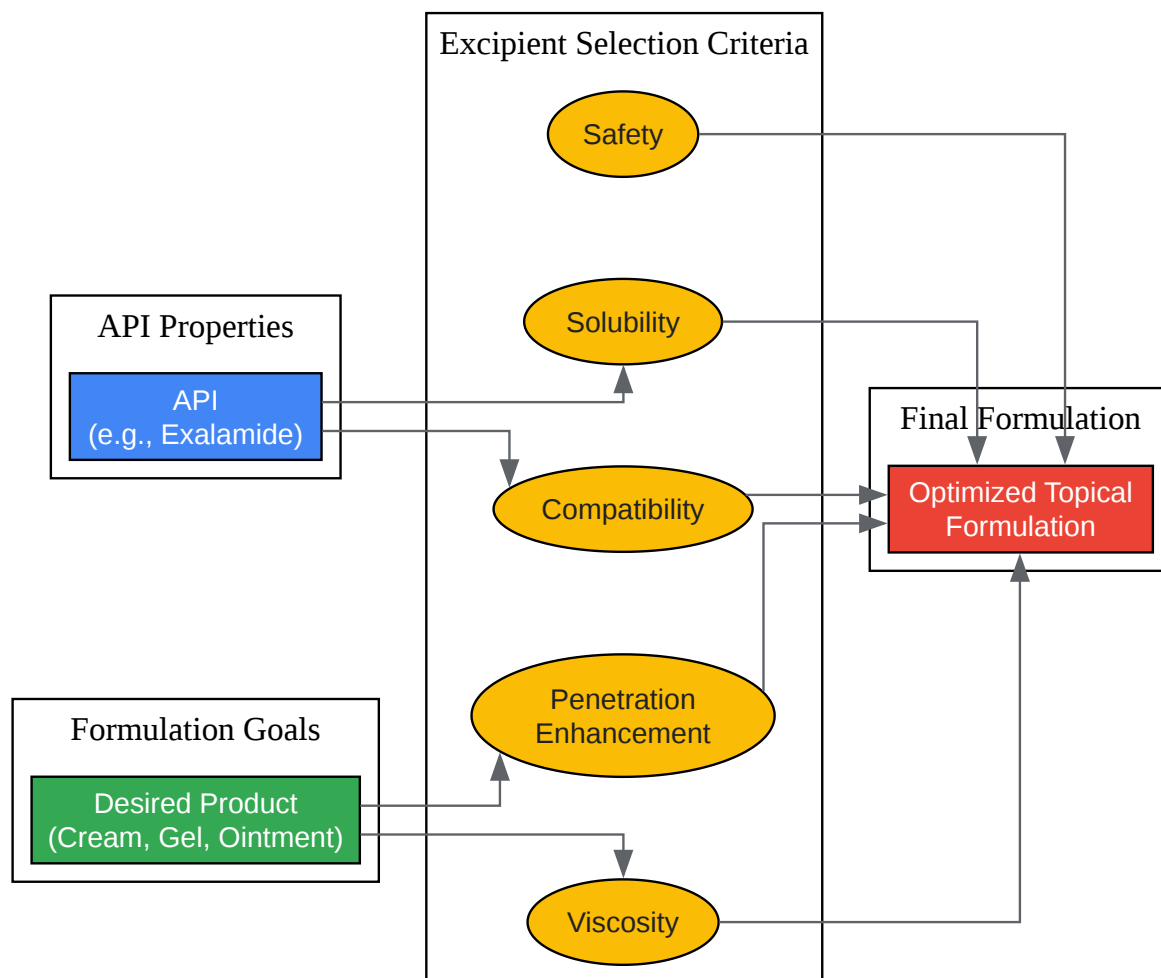 Excipient Selection Criteria
Safety
Solubility
API Properties
API
(e.g., Exalamide)
Compatibility
Final Formulation
Optimized Topical
Formulation
Penetration
Enhancement
Formulation Goals
Desired Product
(Cream, Gel, Ointment)
Viscosity